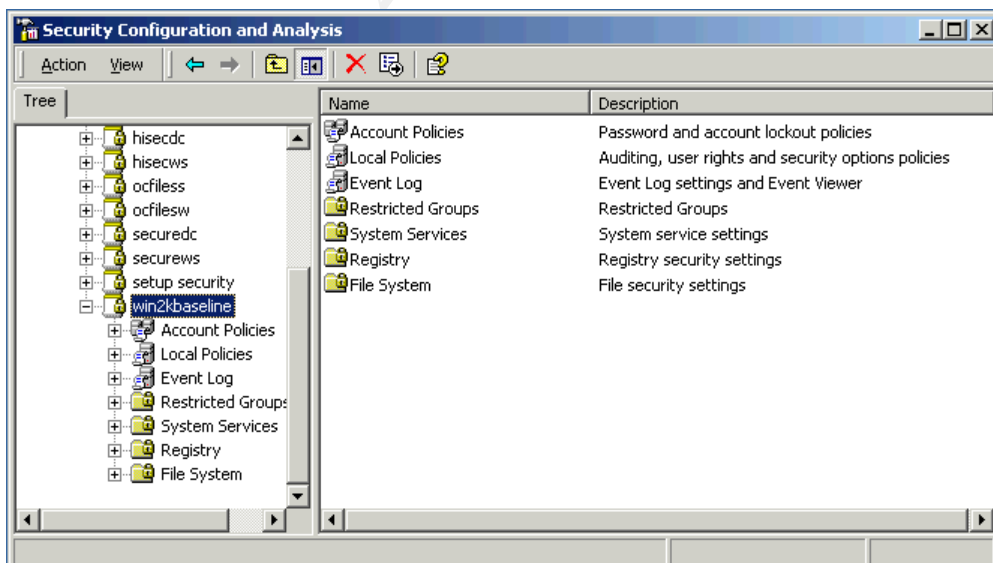 Security Configuration and Analysis
Action View
Tree
Name Description
hisecdc
hisecws
ocfiless
ocfilesw
securedc
securews
setup security
win2kbaseline
Account Policies
Local Policies
Event Log
Restricted Groups
System Services
Registry
File System
Account Policies Password and account lockout policies
Local Policies Auditing, user rights and security options policies
Event Log Event Log settings and Event Viewer
Restricted Groups Restricted Groups
System Services System service settings
Registry Registry security settings
File System File security settings